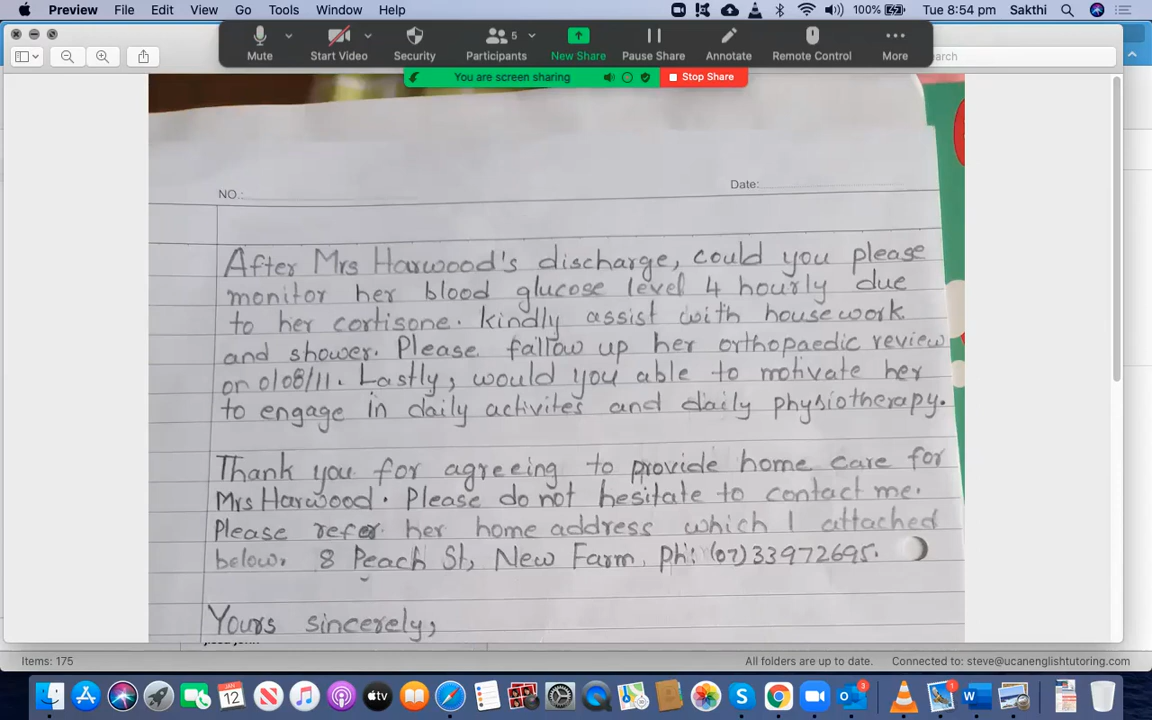 Preview File Edit View Go Tools Window Help 100% Tue 8:54 pm Sakthi
Mute Start Video Security Participants 5 New Share Pause Share Annotate Remote Control More
arch
You are screen sharing Stop Share
NO.: Date:
After Mrs Harwood's discharge, could you please
monitor her blood glucose level 4 hourly due
to her cortisone. Kindly assist with housework
and shower. Please fallow up her orthopaedic review
on 01/08/11. Lastly, would you able to motivate her
to engage in daily activites and daily physiotherapy.
Thank you for agreeing to provide home care for
Mrs Harwood. Please do not hesitate to contact me.
Please refer her home address which I attached
below. 8 Peach St, New Farm, ph: (07)33972695.
Yours sincerely,
Items: 175 All folders are up to date. Connected to: steve@ucanenglishtutoring.com
JAN 12 3 1